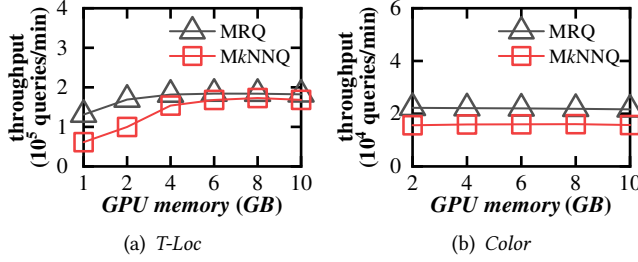 throughput
(10⁵ queries/min)
4
3
2
1
0
MRQ
MkNNQ
1 2 4 6 8 10
GPU memory (GB)
(a) T-Loc
throughput
(10⁴ queries/min)
6
4
2
0
MRQ
MkNNQ
2 4 6 8 10
GPU memory (GB)
(b) Color